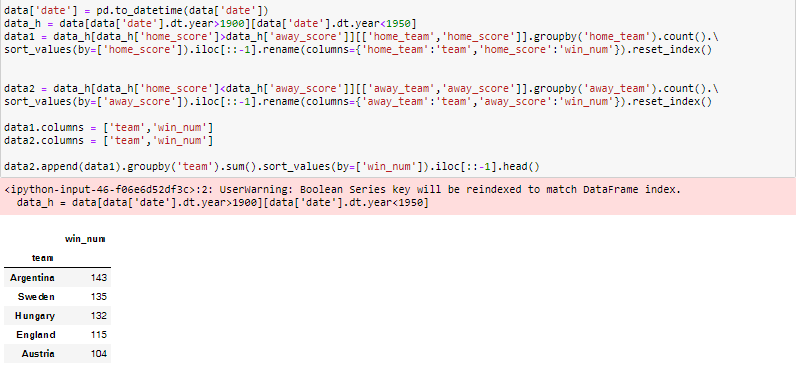 data['date'] = pd.to_datetime(data['date'])
data_h = data[data['date'].dt.year>1900][data['date'].dt.year<1950]
data1 = data_h[data_h['home_score']>data_h['away_score']][['home_team','home_score']].groupby('home_team').count().\
sort_values(by=['home_score']).iloc[::-1].rename(columns={'home_team':'team','home_score':'win_num'}).reset_index()
data2 = data_h[data_h['home_score']<data_h['away_score']][['away_team','away_score']].groupby('away_team').count().\
sort_values(by=['away_score']).iloc[::-1].rename(columns={'away_team':'team','away_score':'win_num'}).reset_index()
data1.columns = ['team','win_num']
data2.columns = ['team','win_num']
data2.append(data1).groupby('team').sum().sort_values(by=['win_num']).iloc[::-1].head()
<ipython-input-46-f06e6d52df3c>:2: UserWarning: Boolean Series key will be reindexed to match DataFrame index.
data_h = data[data['date'].dt.year>1900][data['date'].dt.year<1950]
win_num
team
Argentina 143
Sweden 135
Hungary 132
England 115
Austria 104